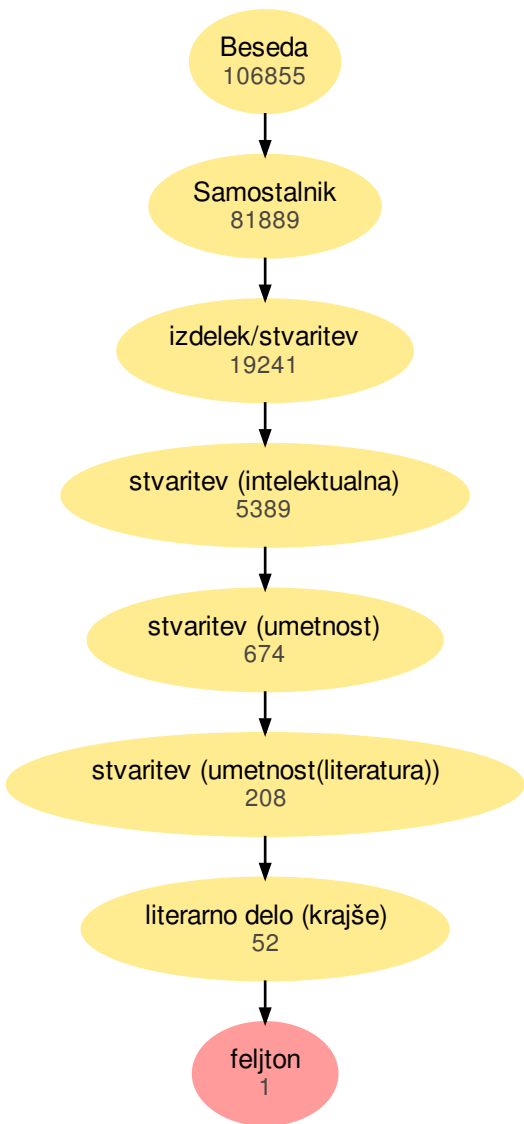 Beseda
106855
Samostalnik
81889
izdelek/stvaritev
19241
stvaritev (intelektualna)
5389
stvaritev (umetnost)
674
stvaritev (umetnost(literatura))
208
literarno delo (krajše)
52
feljton
1